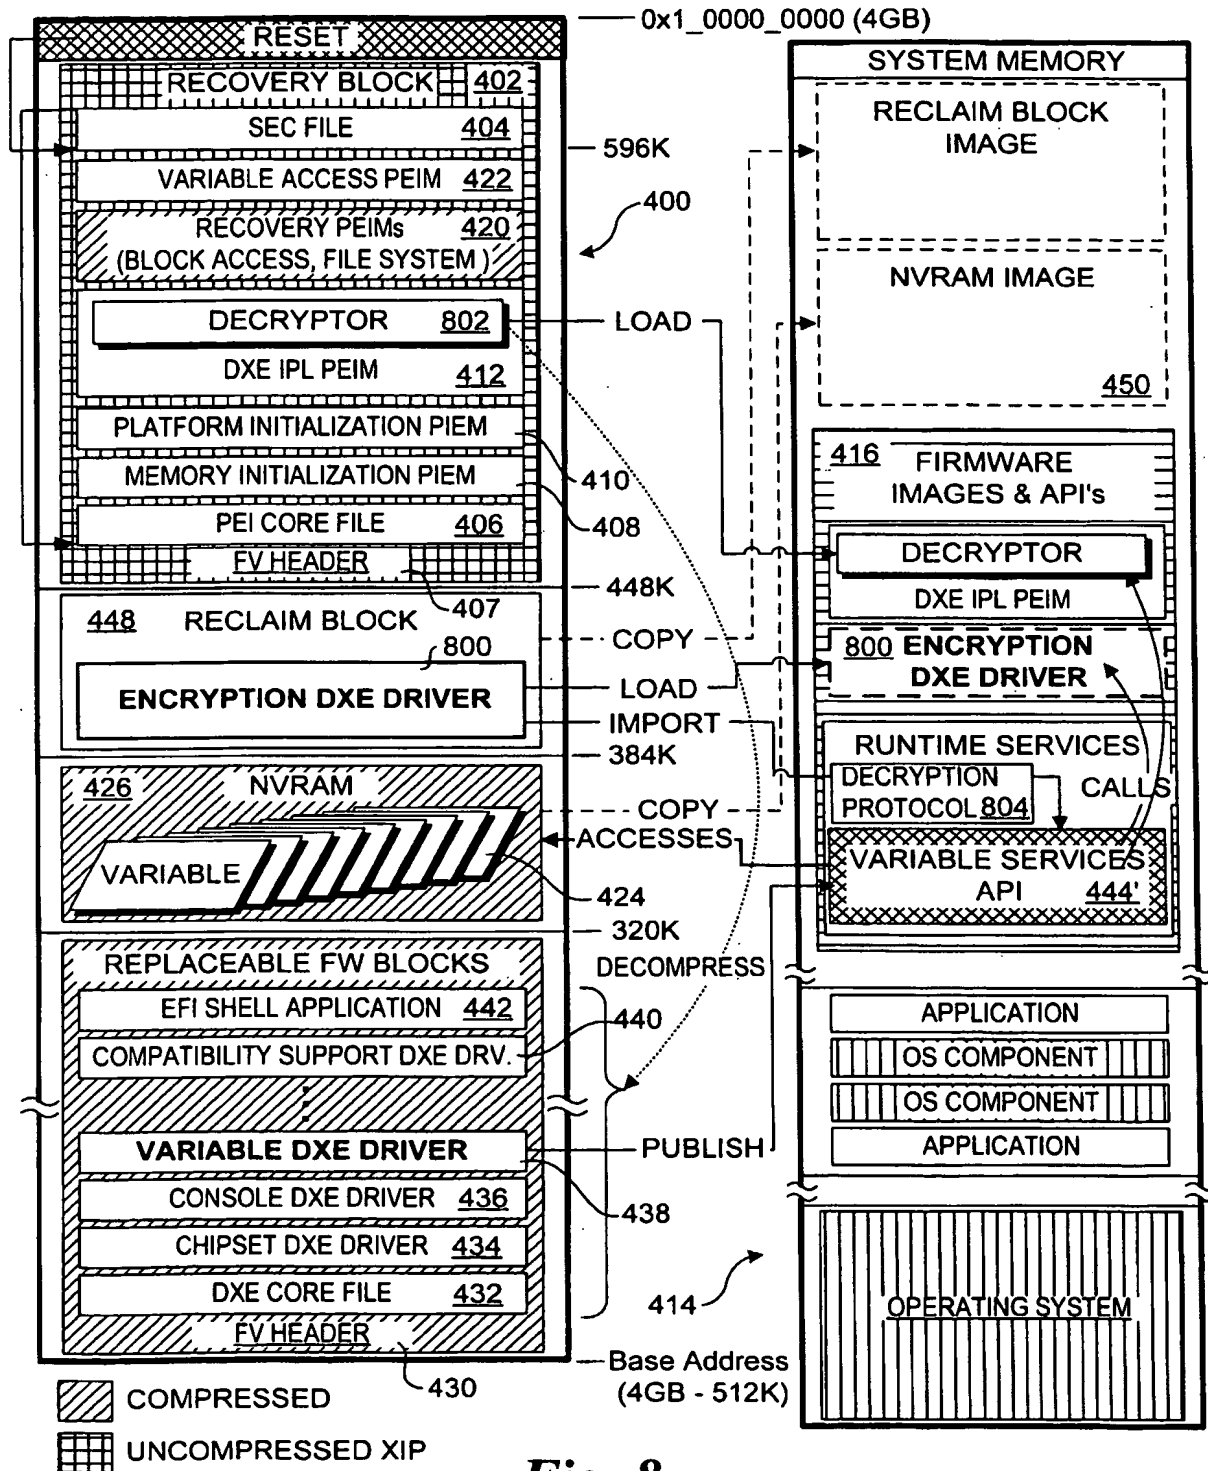 0x1_0000_0000 (4GB)
RESET
RECOVERY BLOCK 402
SEC FILE 404
596K
VARIABLE ACCESS PEIM 422
400
RECOVERY PEIMs 420
(BLOCK ACCESS, FILE SYSTEM )
DECRYPTOR 802
LOAD
DXE IPL PEIM 412
PLATFORM INITIALIZATION PIEM
410
MEMORY INITIALIZATION PIEM
408
PEI CORE FILE 406
FV HEADER
407
448K
448 RECLAIM BLOCK
COPY
800
ENCRYPTION DXE DRIVER
LOAD
IMPORT
384K
426 NVRAM
COPY
ACCESSES
VARIABLE
424
320K
REPLACEABLE FW BLOCKS
DECOMPRESS
EFI SHELL APPLICATION 442
440
COMPATIBILITY SUPPORT DXE DRV.
VARIABLE DXE DRIVER
PUBLISH
CONSOLE DXE DRIVER 436
438
CHIPSET DXE DRIVER 434
DXE CORE FILE 432
414
FV HEADER
430
Base Address
(4GB - 512K)
COMPRESSED
UNCOMPRESSED XIP
SYSTEM MEMORY
RECLAIM BLOCK
IMAGE
NVRAM IMAGE
450
416 FIRMWARE
IMAGES & API's
DECRYPTOR
DXE IPL PEIM
800 ENCRYPTION
DXE DRIVER
RUNTIME SERVICES
DECRYPTION
PROTOCOL 804
CALLS
VARIABLE SERVICES
API 444'
APPLICATION
OS COMPONENT
OS COMPONENT
APPLICATION
OPERATING SYSTEM